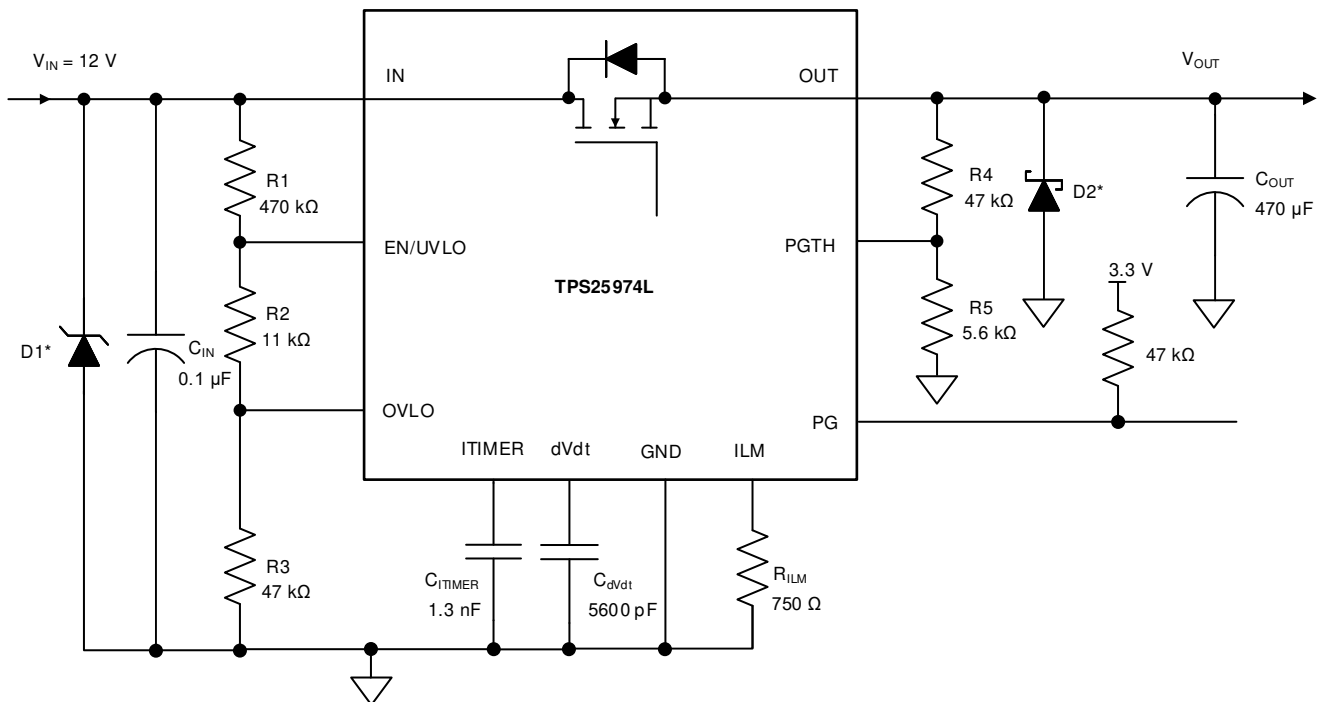 V_IN = 12 V
IN
OUT
V_OUT
R1
470 kΩ
R4
47 kΩ
D2*
C_OUT
470 µF
EN/UVLO
PGTH
3.3 V
TPS25974L
R2
11 kΩ
R5
5.6 kΩ
D1*
C_IN
0.1 µF
47 kΩ
OVLO
PG
ITIMER
dVdt
GND
ILM
R3
47 kΩ
C_ITIMER
1.3 nF
C_dVdt
5600 pF
R_ILM
750 Ω